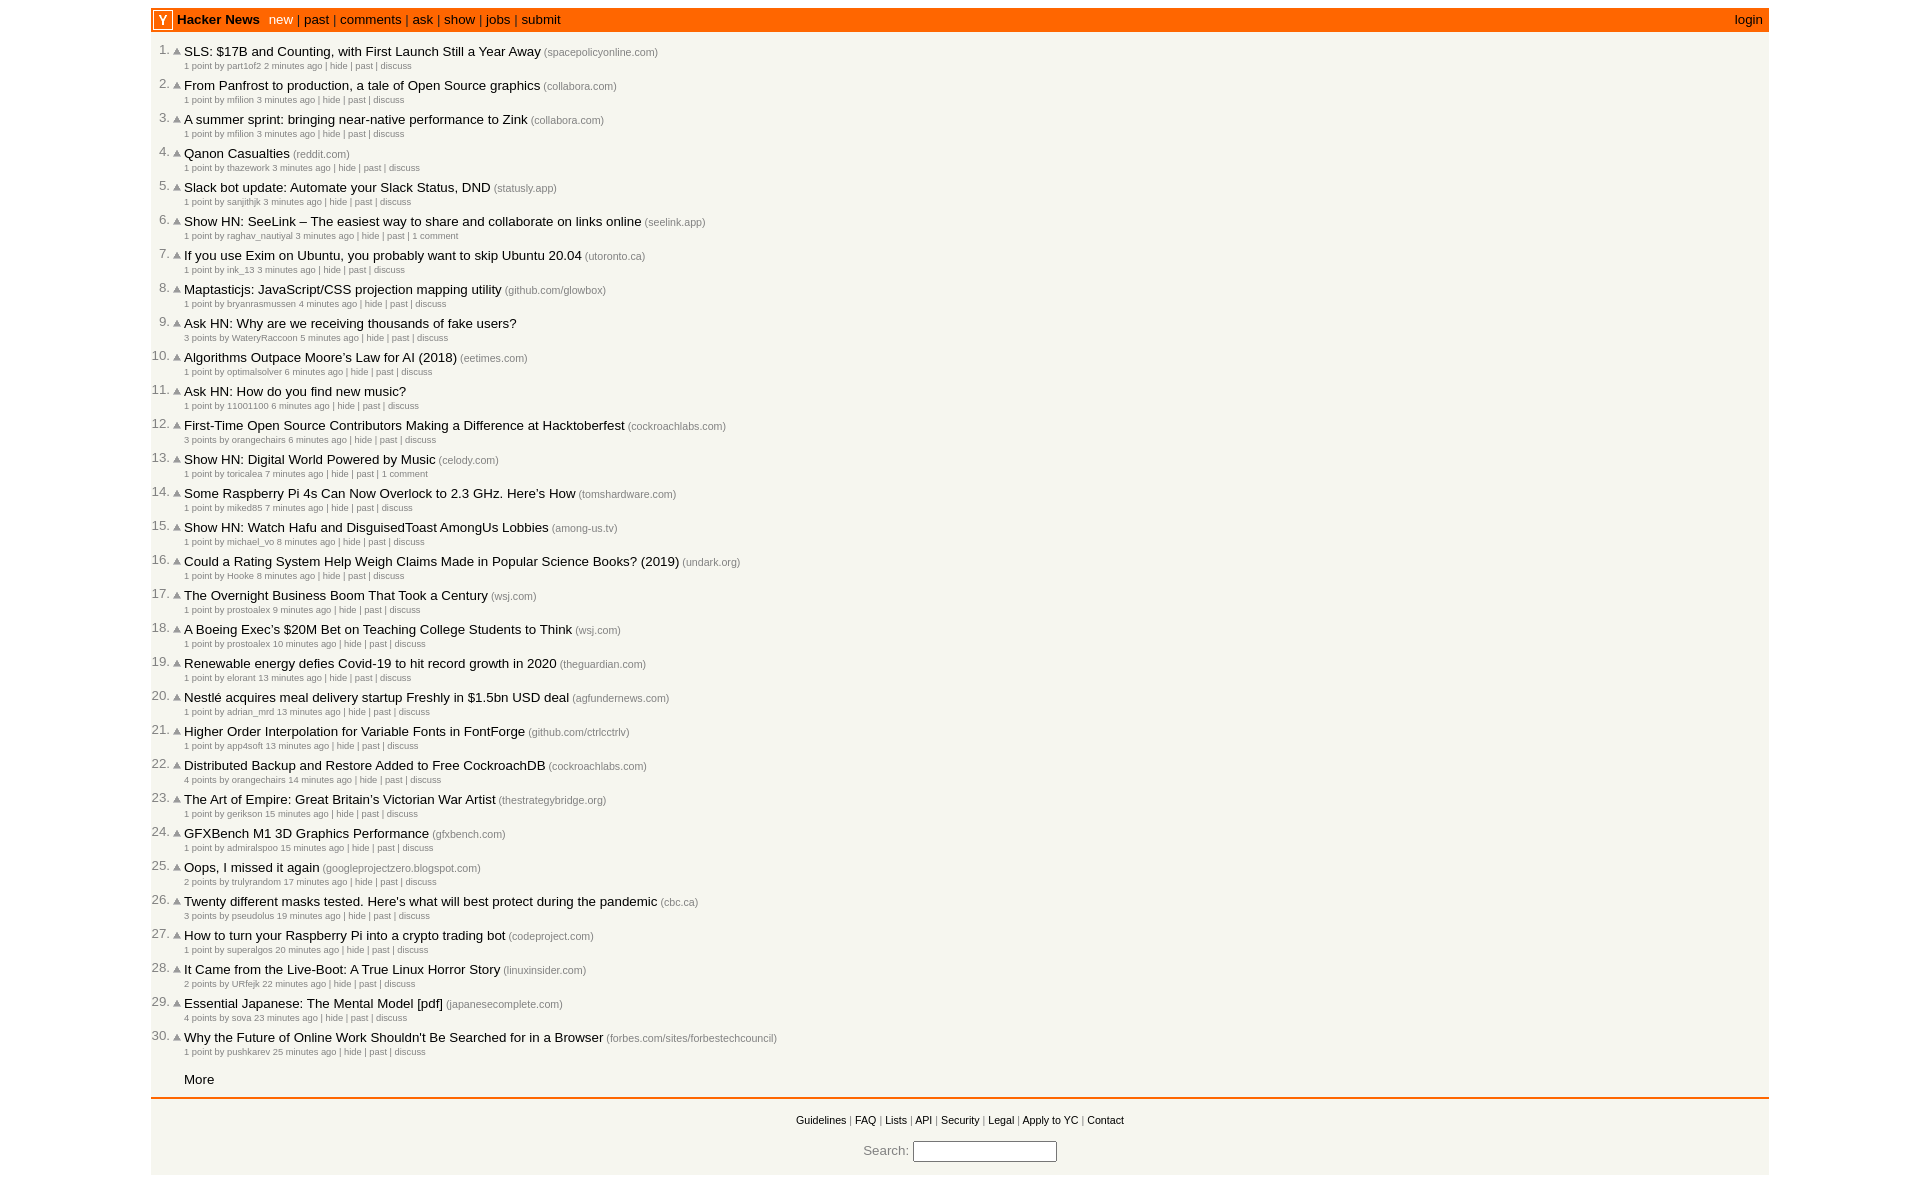 Y Hacker News new | past | comments | ask | show | jobs | submit login
1. SLS: $17B and Counting, with First Launch Still a Year Away (spacepolicyonline.com)
1 point by part1of2 2 minutes ago | hide | past | discuss
2. From Panfrost to production, a tale of Open Source graphics (collabora.com)
1 point by mfilion 3 minutes ago | hide | past | discuss
3. A summer sprint: bringing near-native performance to Zink (collabora.com)
1 point by mfilion 3 minutes ago | hide | past | discuss
4. Qanon Casualties (reddit.com)
1 point by thazework 3 minutes ago | hide | past | discuss
5. Slack bot update: Automate your Slack Status, DND (statusly.app)
1 point by sanjithjk 3 minutes ago | hide | past | discuss
6. Show HN: SeeLink – The easiest way to share and collaborate on links online (seelink.app)
1 point by raghav_nautiyal 3 minutes ago | hide | past | 1 comment
7. If you use Exim on Ubuntu, you probably want to skip Ubuntu 20.04 (utoronto.ca)
1 point by ink_13 3 minutes ago | hide | past | discuss
8. Maptasticjs: JavaScript/CSS projection mapping utility (github.com/glowbox)
1 point by bryanrasmussen 4 minutes ago | hide | past | discuss
9. Ask HN: Why are we receiving thousands of fake users?
3 points by WateryRaccoon 5 minutes ago | hide | past | discuss
10. Algorithms Outpace Moore’s Law for AI (2018) (eetimes.com)
1 point by optimalsolver 6 minutes ago | hide | past | discuss
11. Ask HN: How do you find new music?
1 point by 11001100 6 minutes ago | hide | past | discuss
12. First-Time Open Source Contributors Making a Difference at Hacktoberfest (cockroachlabs.com)
3 points by orangechairs 6 minutes ago | hide | past | discuss
13. Show HN: Digital World Powered by Music (celody.com)
1 point by toricalea 7 minutes ago | hide | past | 1 comment
14. Some Raspberry Pi 4s Can Now Overlock to 2.3 GHz. Here’s How (tomshardware.com)
1 point by miked85 7 minutes ago | hide | past | discuss
15. Show HN: Watch Hafu and DisguisedToast AmongUs Lobbies (among-us.tv)
1 point by michael_vo 8 minutes ago | hide | past | discuss
16. Could a Rating System Help Weigh Claims Made in Popular Science Books? (2019) (undark.org)
1 point by Hooke 8 minutes ago | hide | past | discuss
17. The Overnight Business Boom That Took a Century (wsj.com)
1 point by prostoalex 9 minutes ago | hide | past | discuss
18. A Boeing Exec’s $20M Bet on Teaching College Students to Think (wsj.com)
1 point by prostoalex 10 minutes ago | hide | past | discuss
19. Renewable energy defies Covid-19 to hit record growth in 2020 (theguardian.com)
1 point by elorant 13 minutes ago | hide | past | discuss
20. Nestlé acquires meal delivery startup Freshly in $1.5bn USD deal (agfundernews.com)
1 point by adrian_mrd 13 minutes ago | hide | past | discuss
21. Higher Order Interpolation for Variable Fonts in FontForge (github.com/ctrlcctrlv)
1 point by app4soft 13 minutes ago | hide | past | discuss
22. Distributed Backup and Restore Added to Free CockroachDB (cockroachlabs.com)
4 points by orangechairs 14 minutes ago | hide | past | discuss
23. The Art of Empire: Great Britain’s Victorian War Artist (thestrategybridge.org)
1 point by gerikson 15 minutes ago | hide | past | discuss
24. GFXBench M1 3D Graphics Performance (gfxbench.com)
1 point by admiralspoo 15 minutes ago | hide | past | discuss
25. Oops, I missed it again (googleprojectzero.blogspot.com)
2 points by trulyrandom 17 minutes ago | hide | past | discuss
26. Twenty different masks tested. Here's what will best protect during the pandemic (cbc.ca)
3 points by pseudolus 19 minutes ago | hide | past | discuss
27. How to turn your Raspberry Pi into a crypto trading bot (codeproject.com)
1 point by superalgos 20 minutes ago | hide | past | discuss
28. It Came from the Live-Boot: A True Linux Horror Story (linuxinsider.com)
2 points by URfejk 22 minutes ago | hide | past | discuss
29. Essential Japanese: The Mental Model [pdf] (japanesecomplete.com)
4 points by sova 23 minutes ago | hide | past | discuss
30. Why the Future of Online Work Shouldn't Be Searched for in a Browser (forbes.com/sites/forbestechcouncil)
1 point by pushkarev 25 minutes ago | hide | past | discuss
More
Guidelines | FAQ | Lists | API | Security | Legal | Apply to YC | Contact
Search: